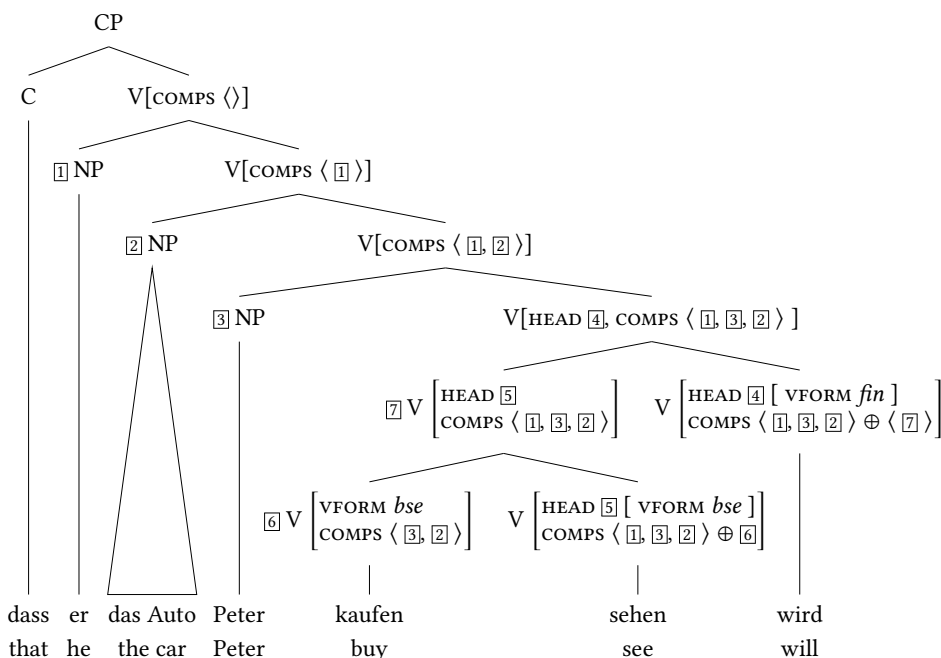 CP
C V[COMPS ⟨⟩]
1 NP V[COMPS ⟨ 1 ⟩]
2 NP V[COMPS ⟨ 1, 2 ⟩]
3 NP V[HEAD 4, COMPS ⟨ 1, 3, 2 ⟩ ]
HEAD 5 HEAD 4 [ VFORM fin ]
7 V V
COMPS ⟨ 1, 3, 2 ⟩ COMPS ⟨ 1, 3, 2 ⟩ ⊕ ⟨ 7 ⟩
VFORM bse HEAD 5 [ VFORM bse ]
6 V V
COMPS ⟨ 3, 2 ⟩ COMPS ⟨ 1, 3, 2 ⟩ ⊕ 6
dass er das Auto Peter kaufen sehen wird
that he the car Peter buy see will